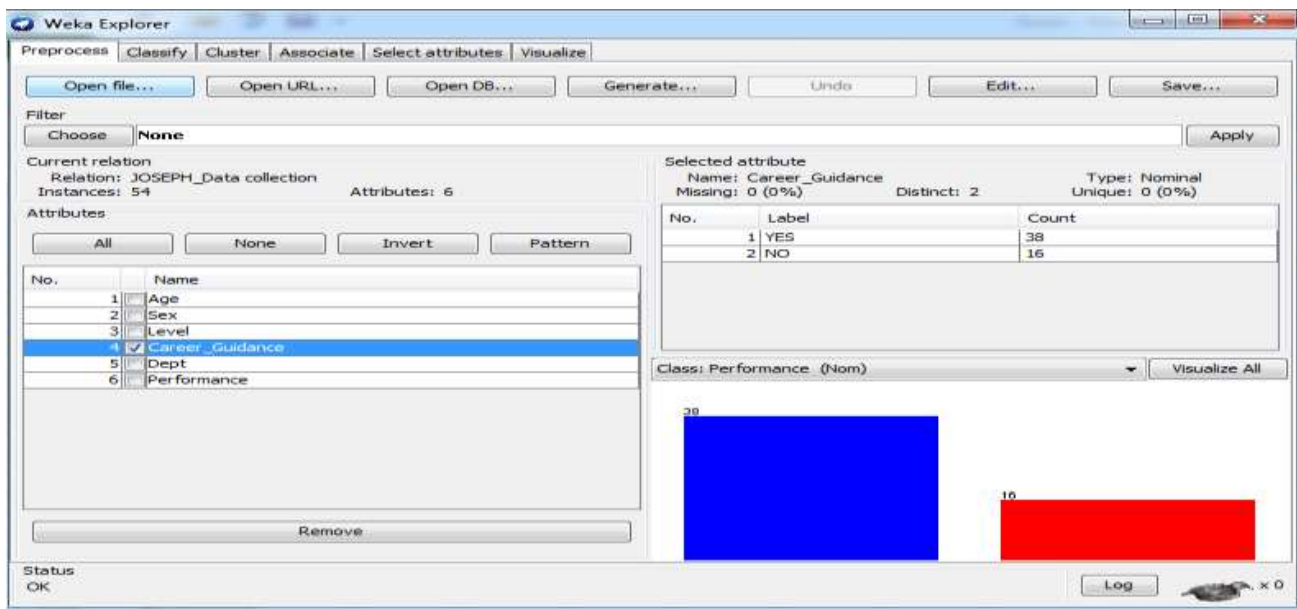 Weka Explorer
Preprocess Classify Cluster Associate Select attributes Visualize
Open file... Open URL... Open DB... Generate... Undo Edit... Save...
Filter
Choose None Apply
Current relation
Relation: JOSEPH_Data collection
Instances: 54 Attributes: 6
Attributes
All None Invert Pattern
No. Name
1 Age
2 Sex
3 Level
4 Career_Guidance
5 Dept
6 Performance
Remove
Selected attribute
Name: Career_Guidance Type: Nominal
Missing: 0 (0%) Distinct: 2 Unique: 0 (0%)
No. Label Count
1 YES 38
2 NO 16
Class: Performance (Nom) Visualize All
38
16
Status
OK
Log x 0